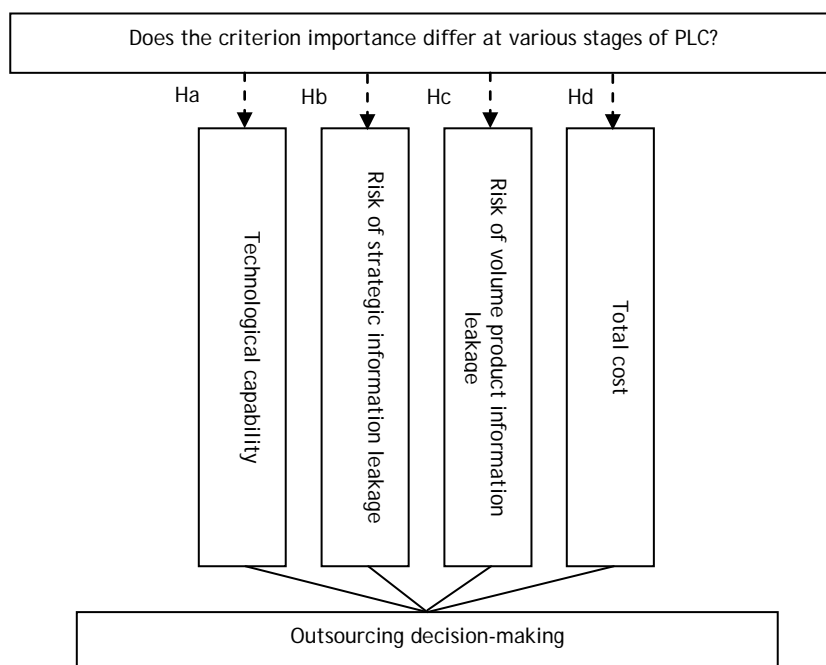 Does the criterion importance differ at various stages of PLC?
Ha
Hb
Hc
Hd
Technological capability
Risk of strategic information leakage
Risk of volume product information
leakage
Total cost
Outsourcing decision-making